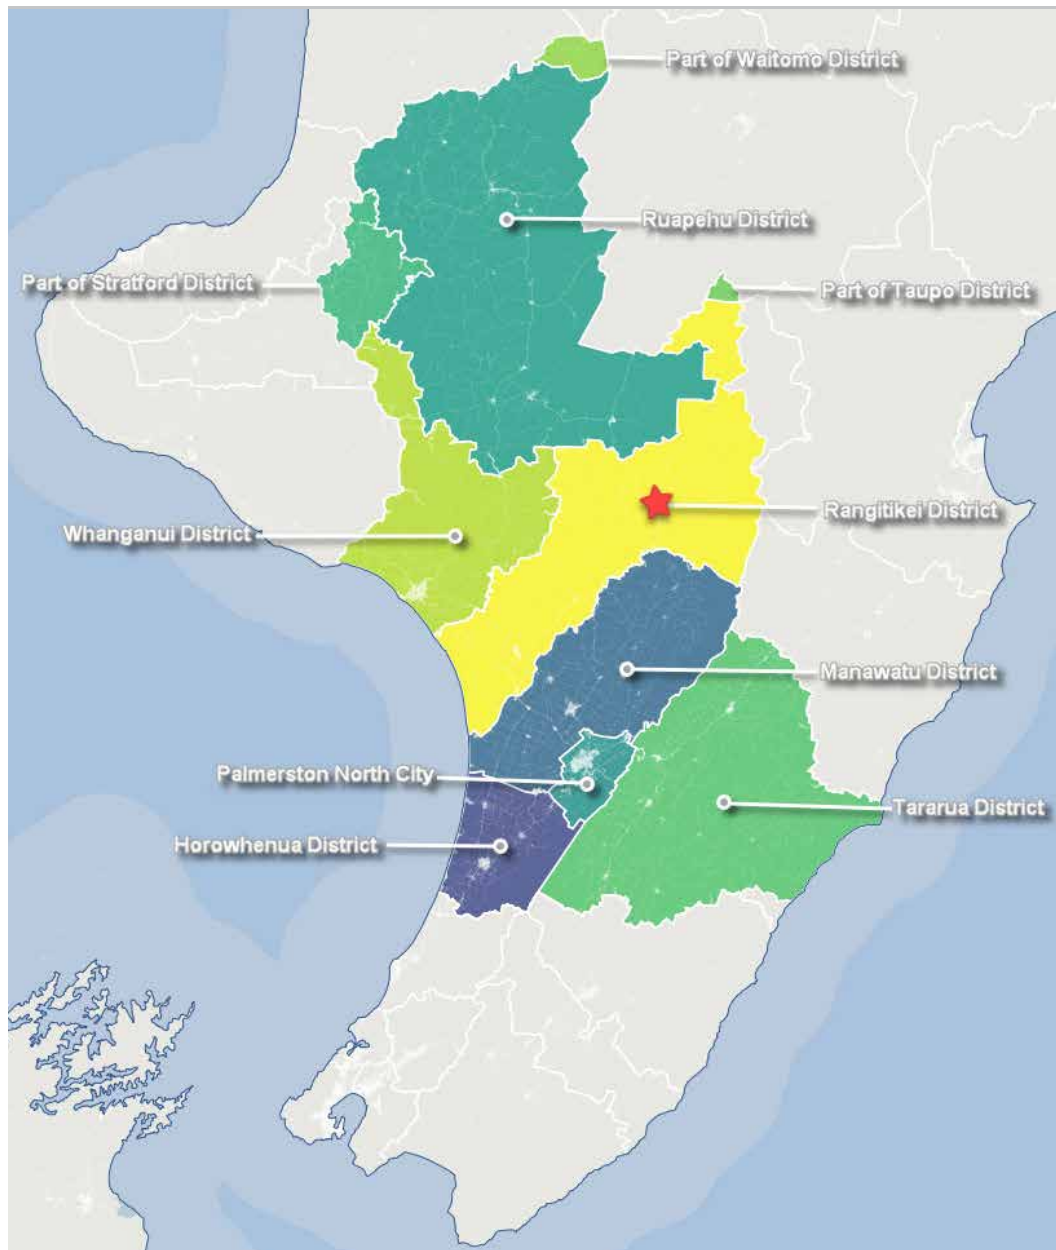 Part of Waitomo District
Ruapehu District
Part of Stratford District
Part of Taupo District
Rangitikei District
Whanganui District
Manawatu District
Palmerston North City
Tararua District
Horowhenua District